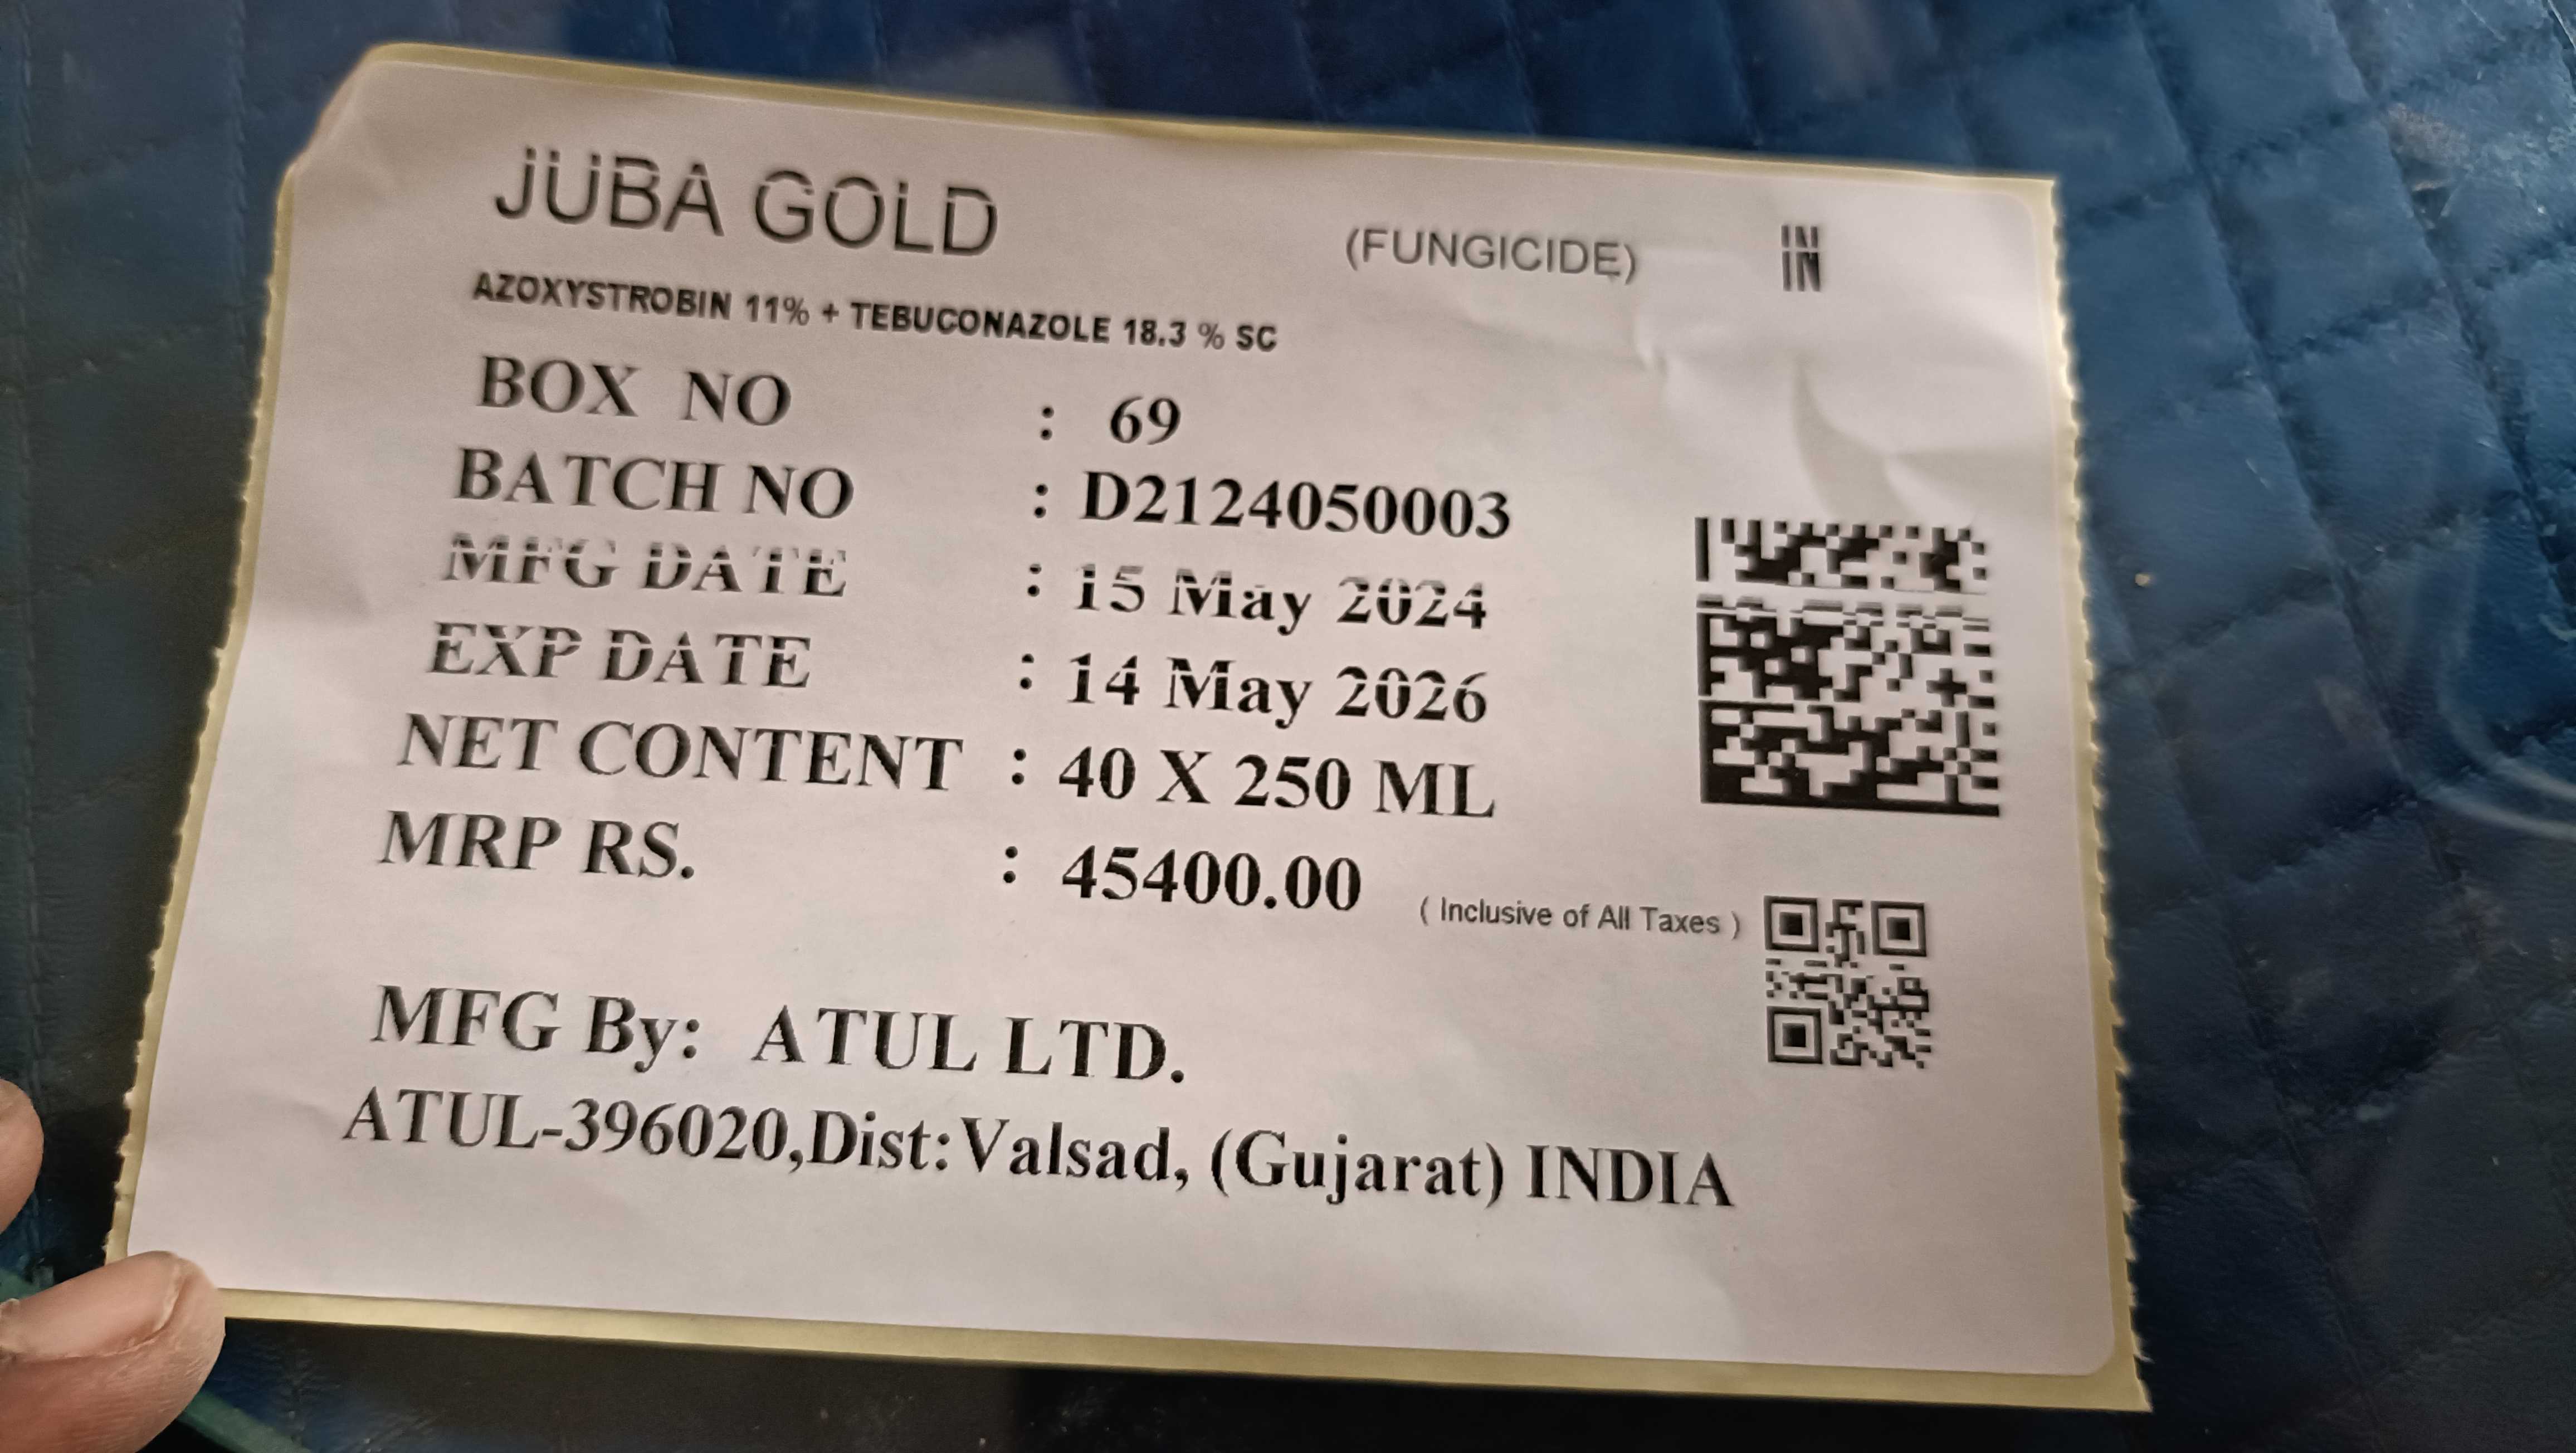 JUBA GOLD (FUNGICIDE) IN
AZOXYSTROBIN 11% + TEBUCONAZOLE 18.3 % SC
BOX NO : 69
BATCH NO : D2124050003
MFG DATE : 15 May 2024
EXP DATE : 14 May 2026
NET CONTENT : 40 X 250 ML
MRP RS. : 45400.00 ( Inclusive of All Taxes )
MFG By: ATUL LTD.
ATUL-396020,Dist:Valsad, (Gujarat) INDIA